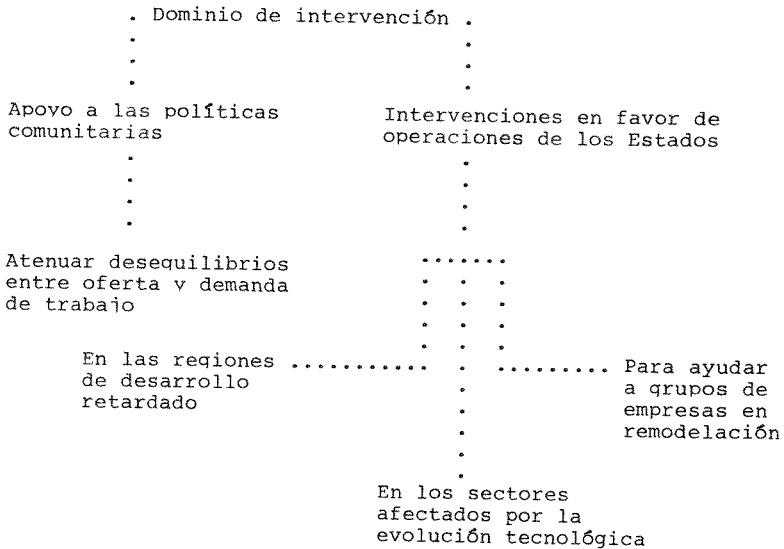 Dominio de intervención
Apoyo a las políticas
comunitarias
Intervenciones en favor de
operaciones de los Estados
Atenuar desequilibrios
entre oferta y demanda
de trabajo
En las regiones
de desarrollo
retardado
Para ayudar
a grupos de
empresas en
remodelación
En los sectores
afectados por la
evolución tecnológica